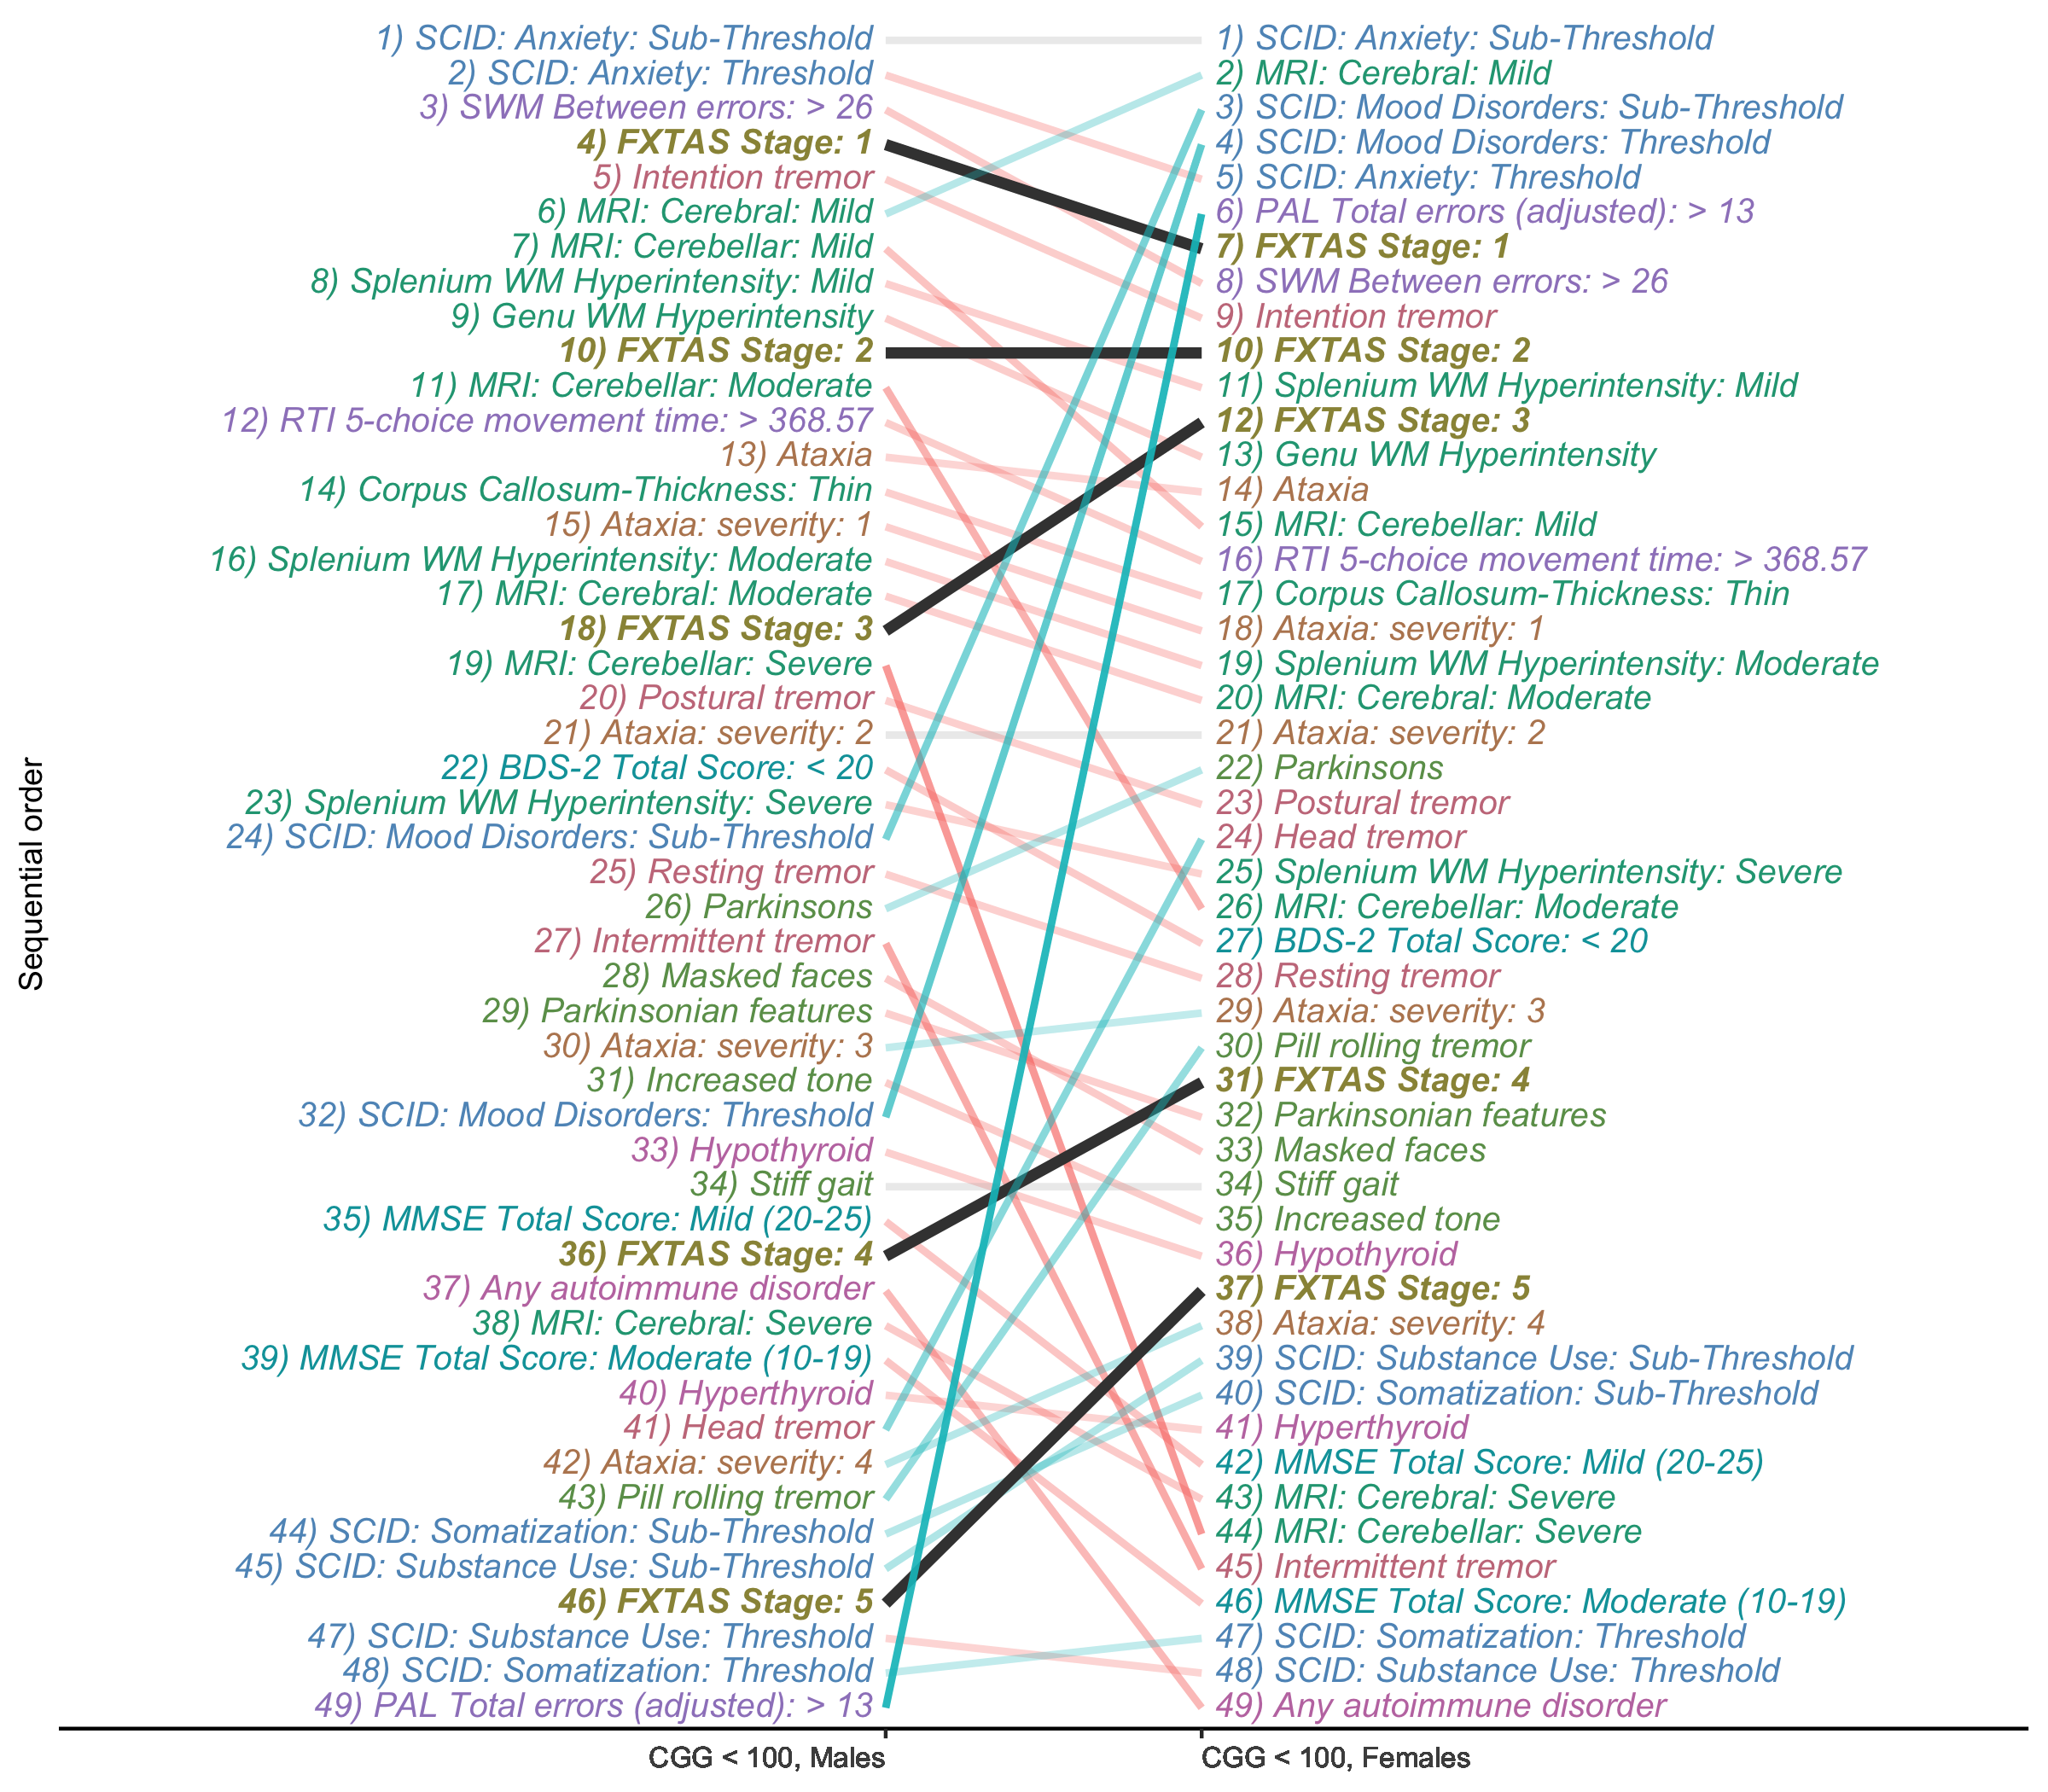 Sequential order
1) SCID: Anxiety: Sub-Threshold
2) SCID: Anxiety: Threshold
3) SWM Between errors: > 26
4) FXTAS Stage: 1
5) Intention tremor
6) MRI: Cerebral: Mild
7) MRI: Cerebellar: Mild
8) Splenium WM Hyperintensity: Mild
9) Genu WM Hyperintensity
10) FXTAS Stage: 2
11) MRI: Cerebellar: Moderate
12) RTI 5-choice movement time: > 368.57
13) Ataxia
14) Corpus Callosum-Thickness: Thin
15) Ataxia: severity: 1
16) Splenium WM Hyperintensity: Moderate
17) MRI: Cerebral: Moderate
18) FXTAS Stage: 3
19) MRI: Cerebellar: Severe
20) Postural tremor
21) Ataxia: severity: 2
22) BDS-2 Total Score: < 20
23) Splenium WM Hyperintensity: Severe
24) SCID: Mood Disorders: Sub-Threshold
25) Resting tremor
26) Parkinsons
27) Intermittent tremor
28) Masked faces
29) Parkinsonian features
30) Ataxia: severity: 3
31) Increased tone
32) SCID: Mood Disorders: Threshold
33) Hypothyroid
34) Stiff gait
35) MMSE Total Score: Mild (20-25)
36) FXTAS Stage: 4
37) Any autoimmune disorder
38) MRI: Cerebral: Severe
39) MMSE Total Score: Moderate (10-19)
40) Hyperthyroid
41) Head tremor
42) Ataxia: severity: 4
43) Pill rolling tremor
44) SCID: Somatization: Sub-Threshold
45) SCID: Substance Use: Sub-Threshold
46) FXTAS Stage: 5
47) SCID: Substance Use: Threshold
48) SCID: Somatization: Threshold
49) PAL Total errors (adjusted): > 13
1) SCID: Anxiety: Sub-Threshold
2) MRI: Cerebral: Mild
3) SCID: Mood Disorders: Sub-Threshold
4) SCID: Mood Disorders: Threshold
5) SCID: Anxiety: Threshold
6) PAL Total errors (adjusted): > 13
7) FXTAS Stage: 1
8) SWM Between errors: > 26
9) Intention tremor
10) FXTAS Stage: 2
11) Splenium WM Hyperintensity: Mild
12) FXTAS Stage: 3
13) Genu WM Hyperintensity
14) Ataxia
15) MRI: Cerebellar: Mild
16) RTI 5-choice movement time: > 368.57
17) Corpus Callosum-Thickness: Thin
18) Ataxia: severity: 1
19) Splenium WM Hyperintensity: Moderate
20) MRI: Cerebral: Moderate
21) Ataxia: severity: 2
22) Parkinsons
23) Postural tremor
24) Head tremor
25) Splenium WM Hyperintensity: Severe
26) MRI: Cerebellar: Moderate
27) BDS-2 Total Score: < 20
28) Resting tremor
29) Ataxia: severity: 3
30) Pill rolling tremor
31) FXTAS Stage: 4
32) Parkinsonian features
33) Masked faces
34) Stiff gait
35) Increased tone
36) Hypothyroid
37) FXTAS Stage: 5
38) Ataxia: severity: 4
39) SCID: Substance Use: Sub-Threshold
40) SCID: Somatization: Sub-Threshold
41) Hyperthyroid
42) MMSE Total Score: Mild (20-25)
43) MRI: Cerebral: Severe
44) MRI: Cerebellar: Severe
45) Intermittent tremor
46) MMSE Total Score: Moderate (10-19)
47) SCID: Somatization: Threshold
48) SCID: Substance Use: Threshold
49) Any autoimmune disorder
CGG < 100, Males
CGG < 100, Females